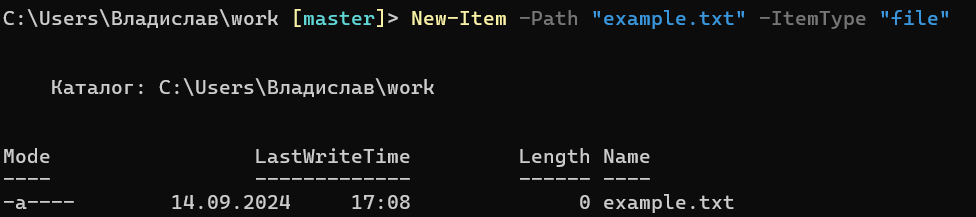 C:\Users\Владислав\work [master]> New-Item -Path "example.txt" -ItemType "file"
Каталог: C:\Users\Владислав\work
Mode LastWriteTime Length Name
---- ------------- ------ ----
-a---- 14.09.2024 17:08 0 example.txt